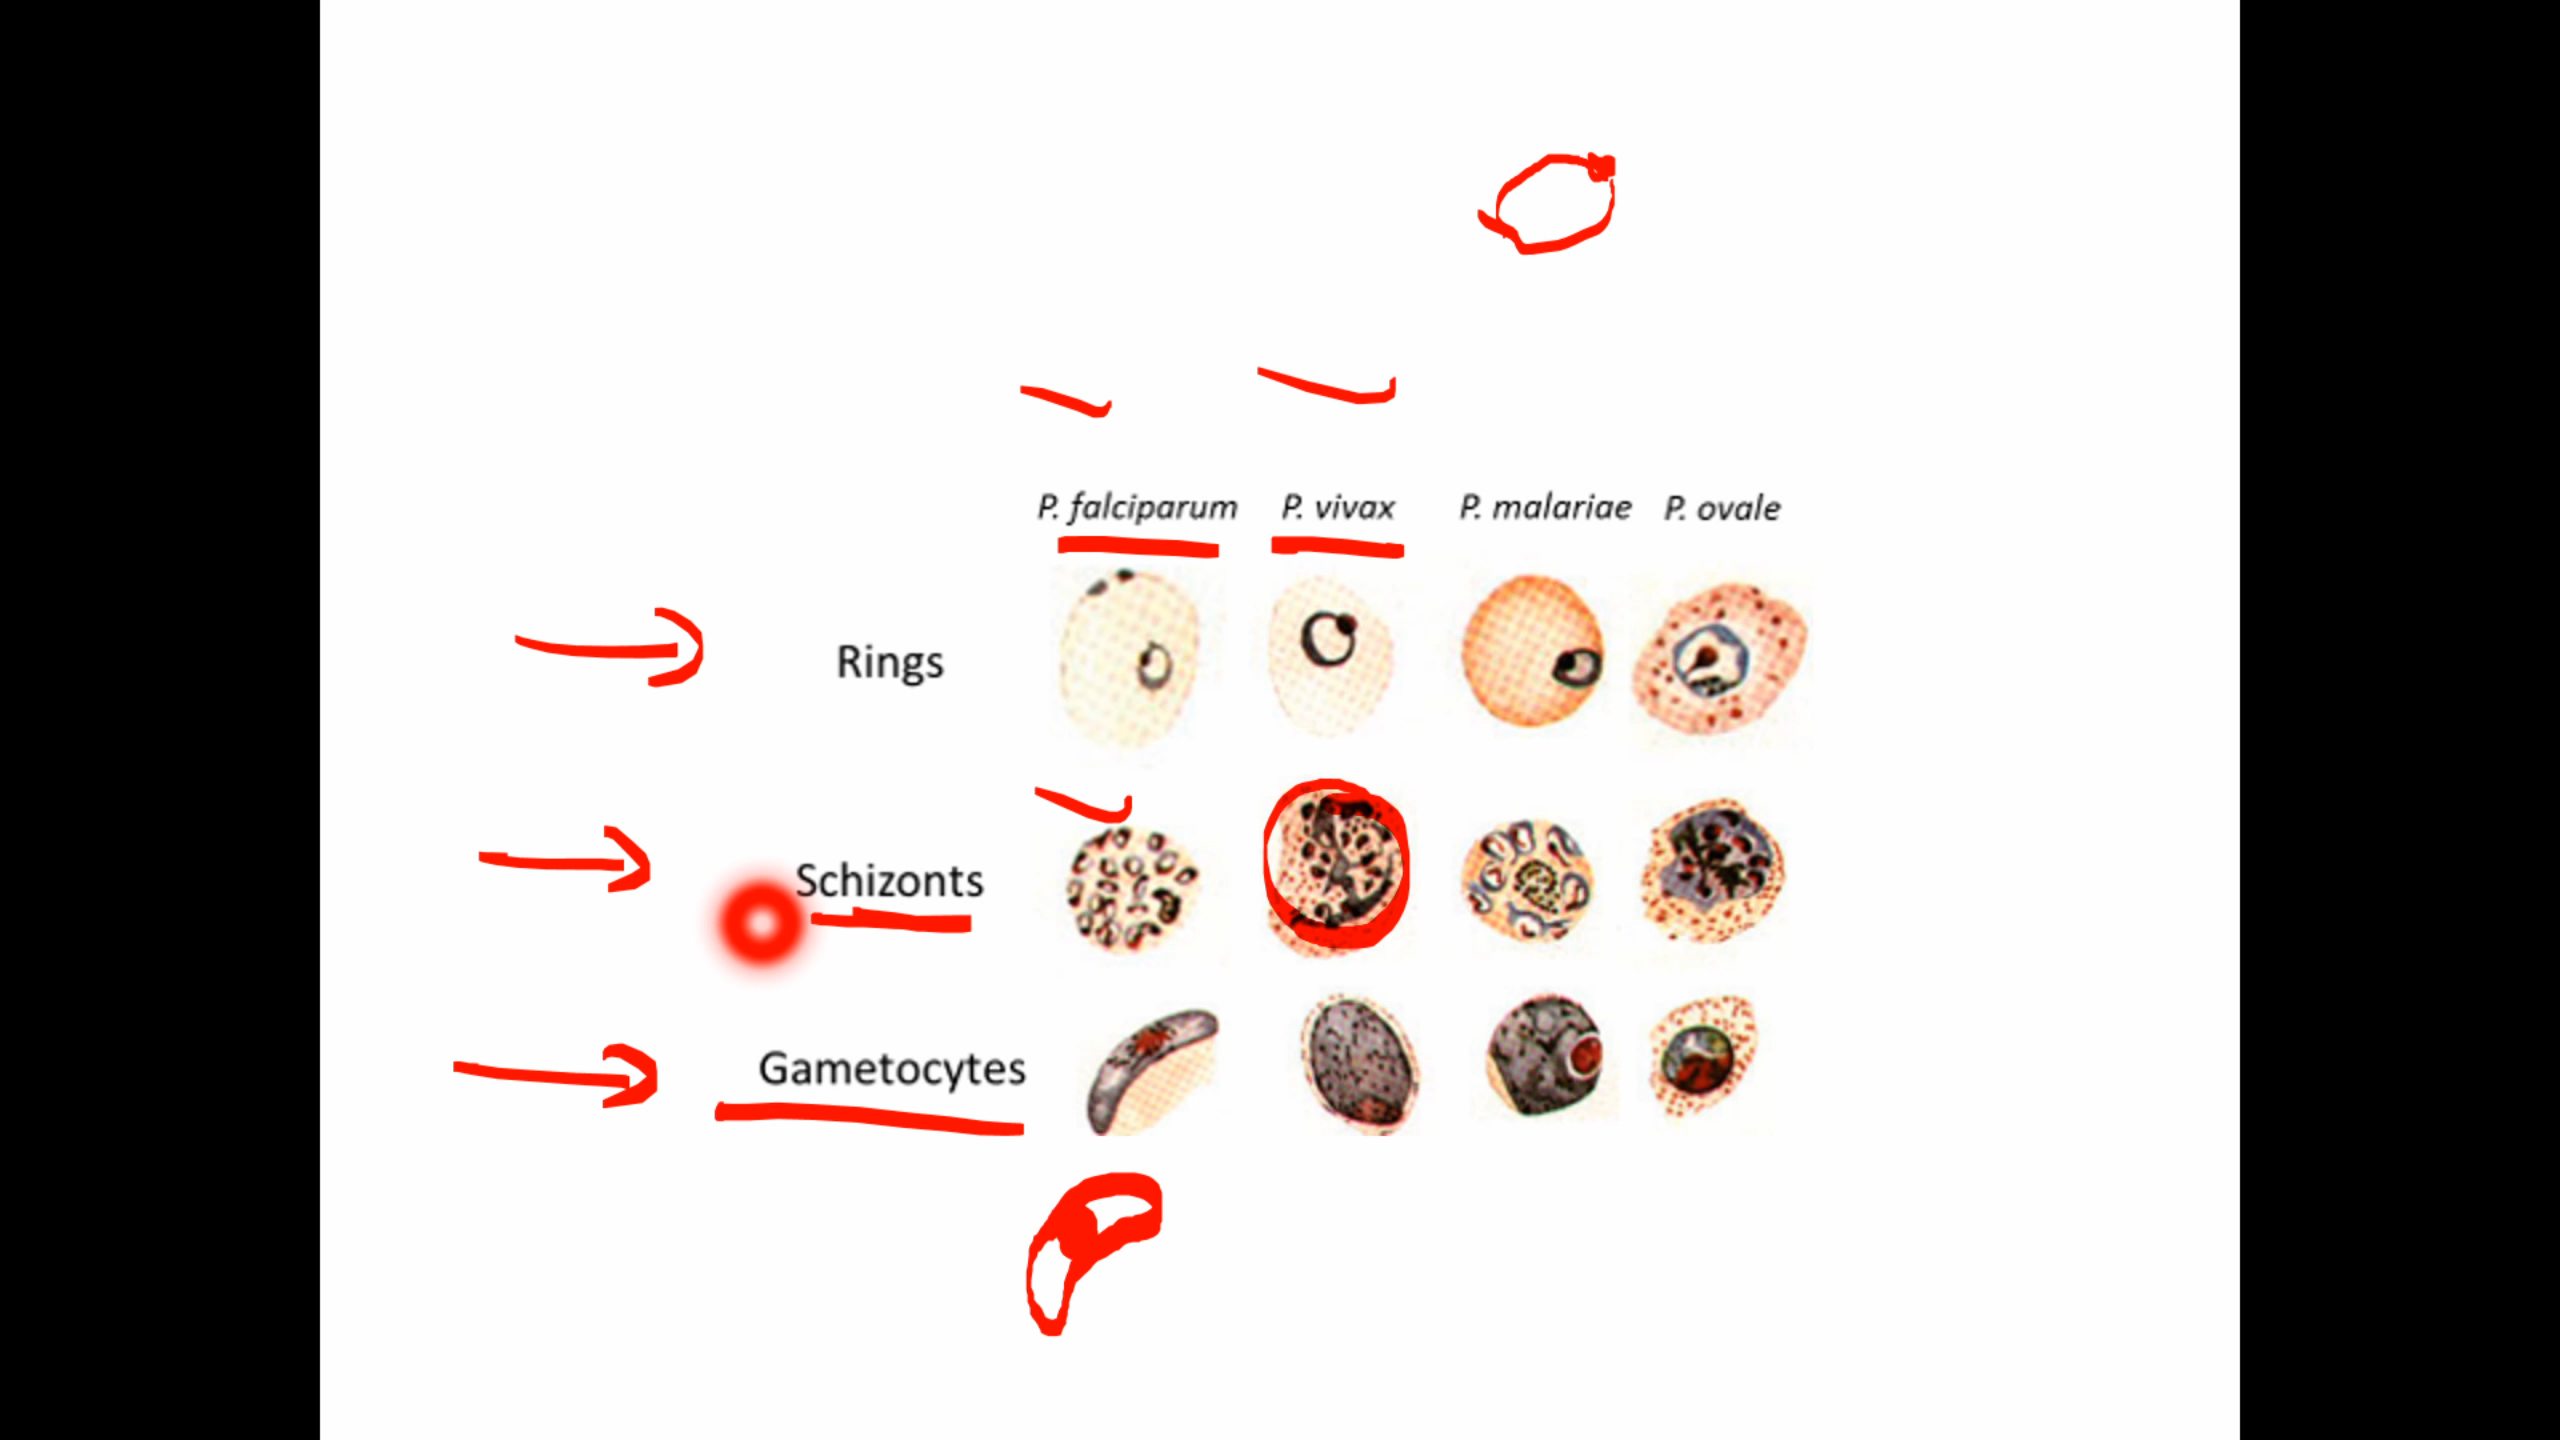 P. falciparum P. vivax P. malariae P. ovale
Rings
Schizonts
Gametocytes